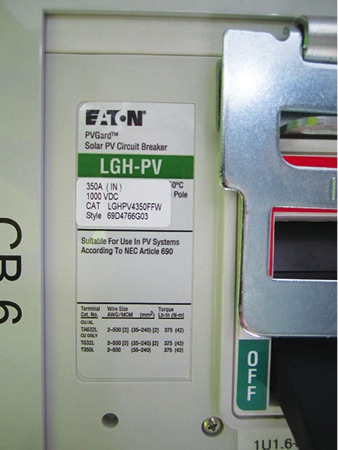 EATON
PVGard™
Solar PV Circuit Breaker
LGH-PV
350A (IN)
1000 VDC Pole
CAT LGHPV4350FFW
Style 69D4766G03
Suitable For Use In PV Systems
According To NEC Article 690
Terminal Wire Size Torque
Cat. No. AWG/MCM (mm²) Lb-in (N-m)
CU/AL
TA632L 2-500 [2] (35-240) [2] 375 (42)
CU ONLY
T632L 2-500 [2] (35-240) [2] 375 (42)
T350L 2-500 (35-240) 375 (42)
CB6
OFF
1U1.6-